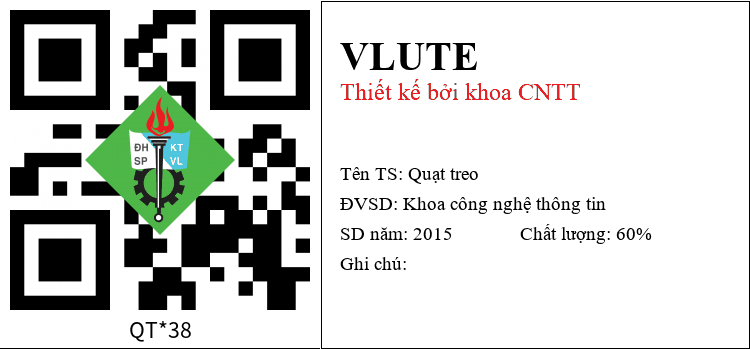 ĐH KT
SP VL
QT*38
VLUTE
Thiết kế bởi khoa CNTT
Tên TS: Quạt treo
ĐVSD: Khoa công nghệ thông tin
SD năm: 2015 Chất lượng: 60%
Ghi chú: